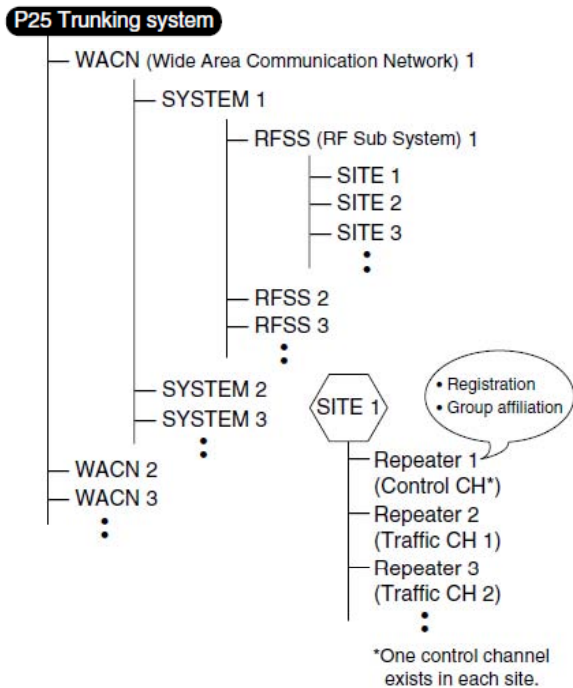 P25 Trunking system
WACN (Wide Area Communication Network) 1
SYSTEM 1
RFSS (RF Sub System) 1
SITE 1
SITE 2
SITE 3
RFSS 2
RFSS 3
SYSTEM 2
SYSTEM 3
WACN 2
WACN 3
SITE 1
• Registration
• Group affiliation
Repeater 1
(Control CH*)
Repeater 2
(Traffic CH 1)
Repeater 3
(Traffic CH 2)
*One control channel
exists in each site.